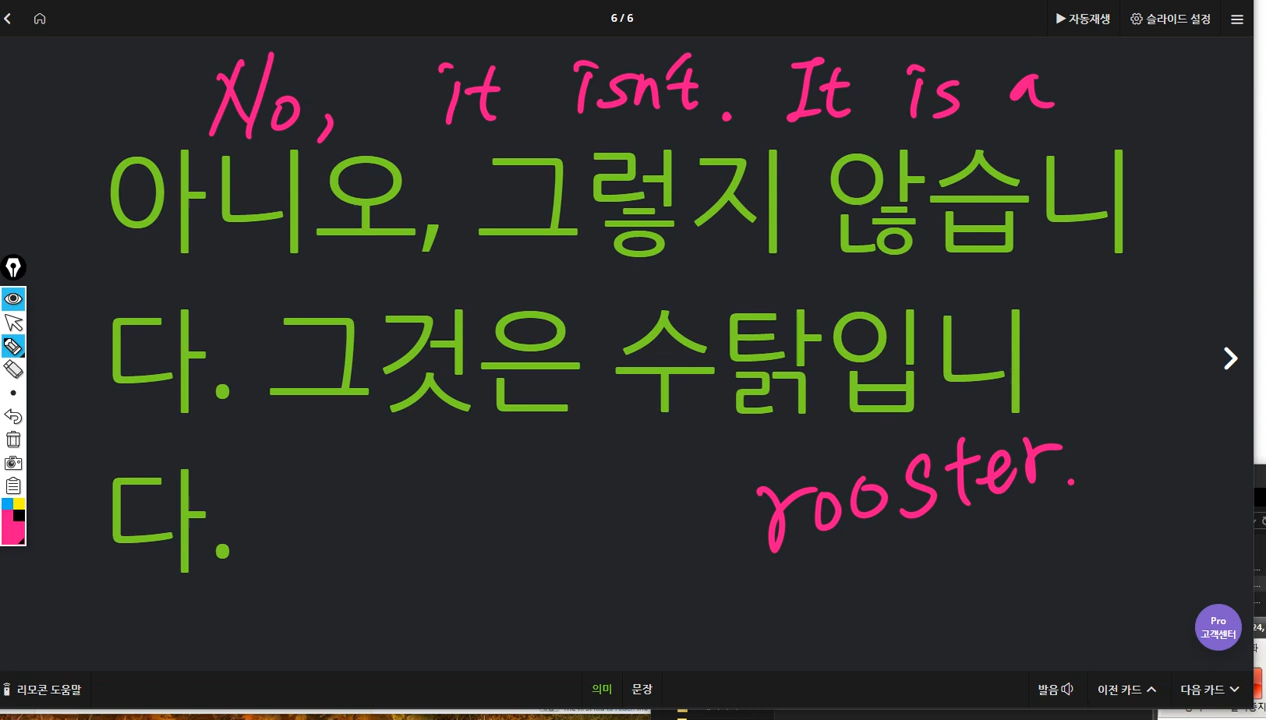 6 / 6
▶ 자동재생
슬라이드 설정
No, it isn't. It is a
아니오, 그렇지 않습니
다. 그것은 수탉입니
rooster.
다.
Pro
고객센터
리모콘 도움말
의미
문장
발음
이전 카드
다음 카드